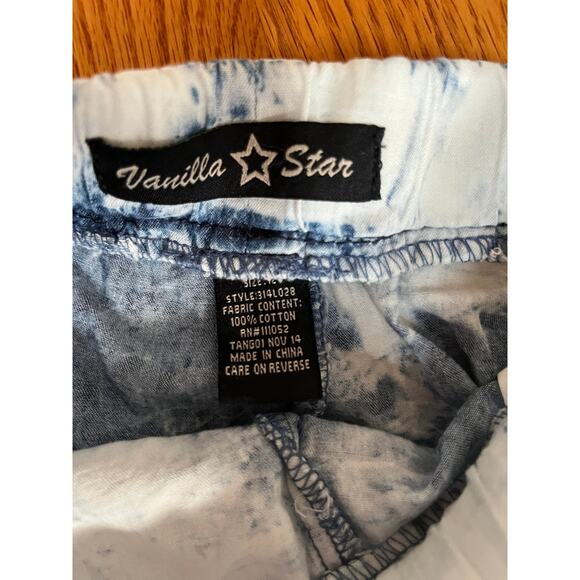 Vanilla Star
STYLE:314L028
FABRIC CONTENT:
100% COTTON
RN#111052
TANGO1 NOV 14
MADE IN CHINA
CARE ON REVERSE